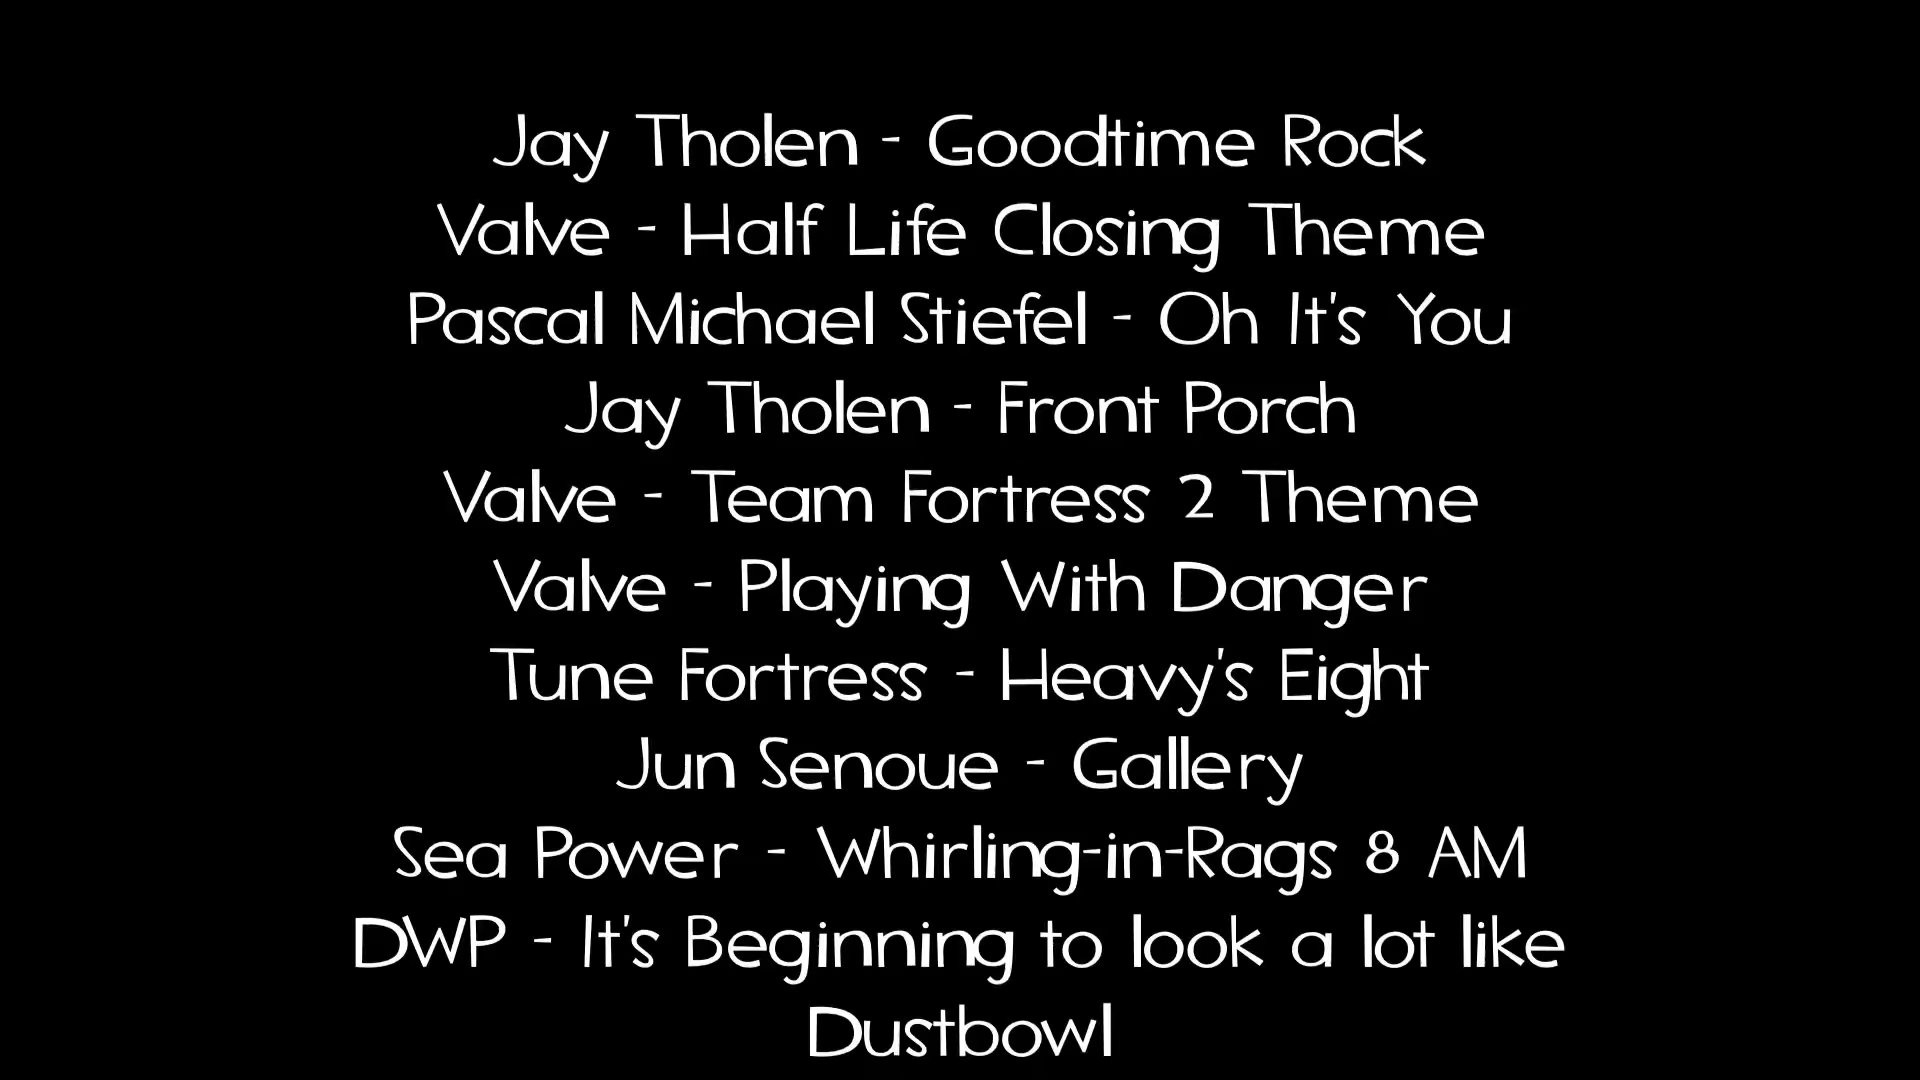 Jay Tholen - Goodtime Rock
Valve - Half Life Closing Theme
Pascal Michael Stiefel - Oh It's You
Jay Tholen - Front Porch
Valve - Team Fortress 2 Theme
Valve - Playing With Danger
Tune Fortress - Heavy's Eight
Jun Senoue - Gallery
Sea Power - Whirling-in-Rags 8 AM
DWP - It's Beginning to look a lot like
Dustbowl